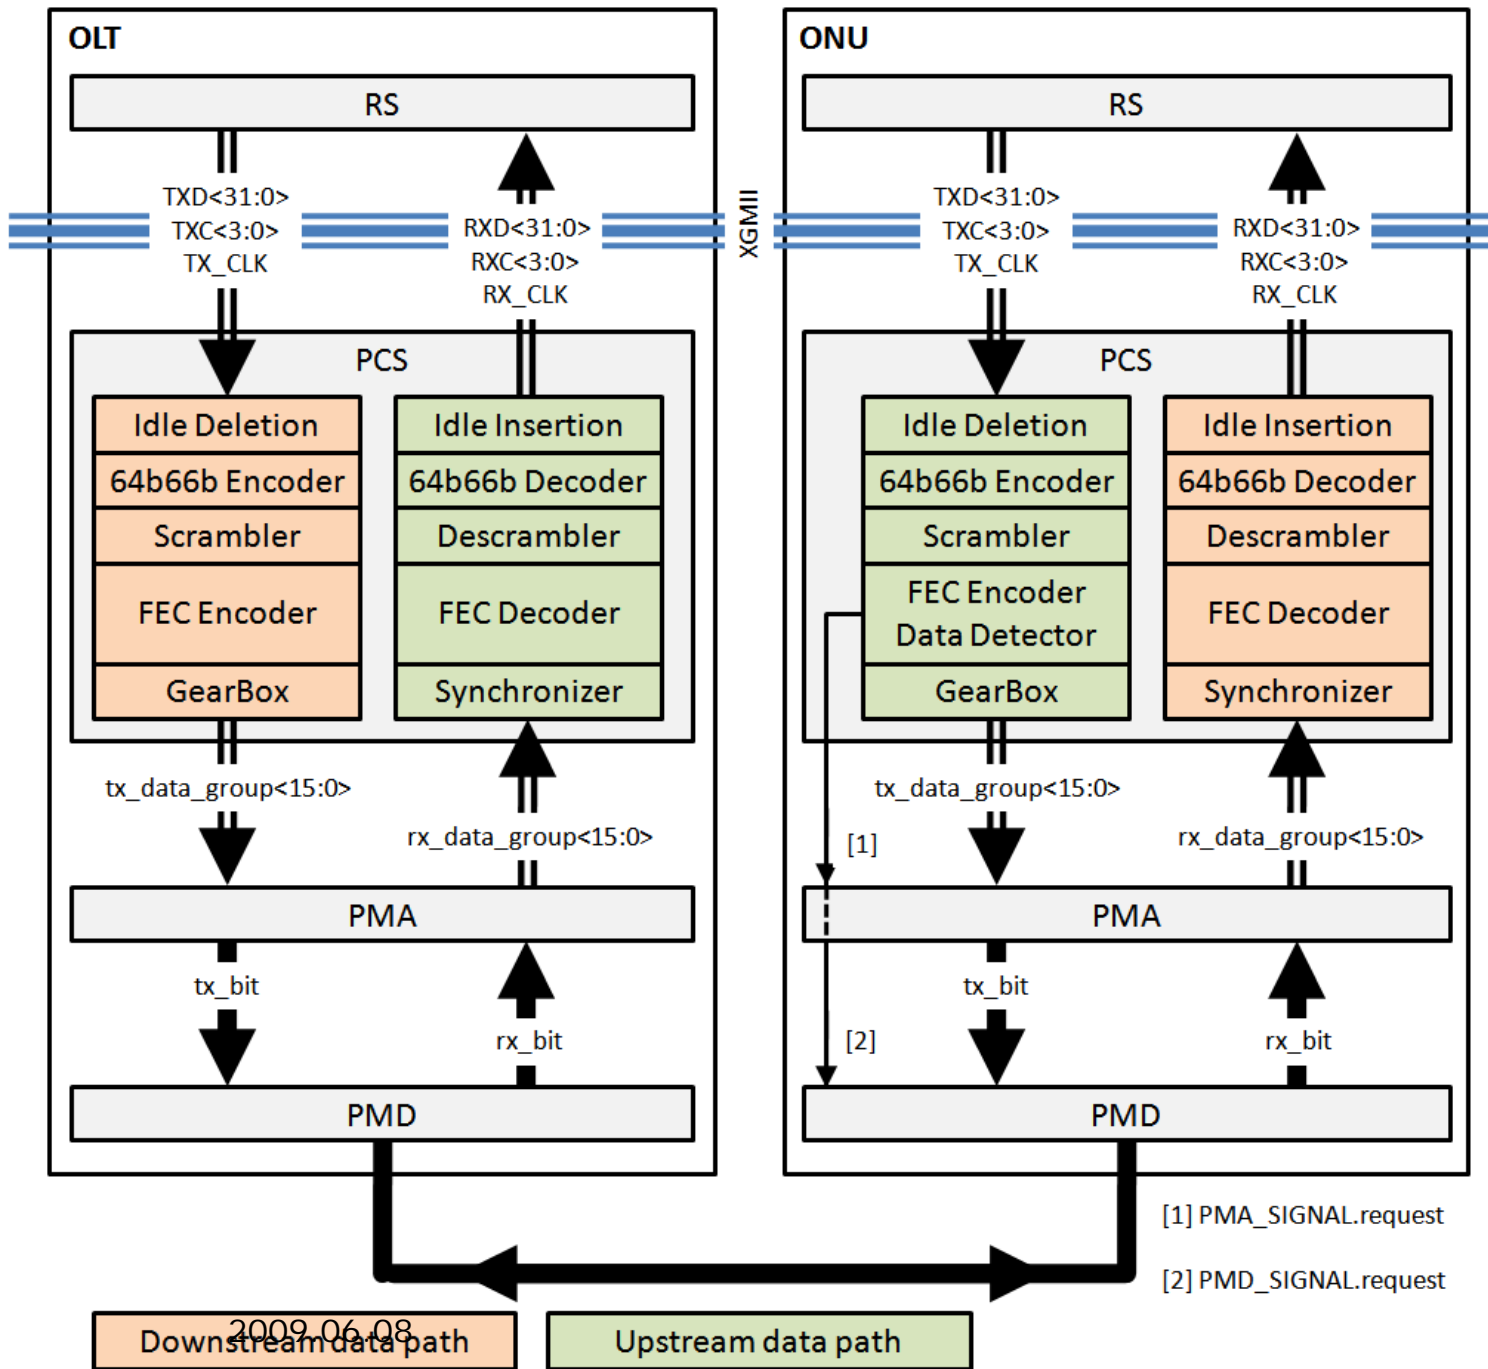 OLT
RS
TXD<31:0>
TXC<3:0>
TX_CLK
RXD<31:0>
RXC<3:0>
RX_CLK
PCS
Idle Deletion
64b66b Encoder
Scrambler
FEC Encoder
GearBox
Idle Insertion
64b66b Decoder
Descrambler
FEC Decoder
Synchronizer
tx_data_group<15:0>
rx_data_group<15:0>
PMA
tx_bit
rx_bit
PMD
XGMII
ONU
RS
TXD<31:0>
TXC<3:0>
TX_CLK
RXD<31:0>
RXC<3:0>
RX_CLK
PCS
Idle Deletion
64b66b Encoder
Scrambler
FEC Encoder
Data Detector
GearBox
Idle Insertion
64b66b Decoder
Descrambler
FEC Decoder
Synchronizer
tx_data_group<15:0>
rx_data_group<15:0>
[1]
PMA
tx_bit
rx_bit
[2]
PMD
[1] PMA_SIGNAL.request
[2] PMD_SIGNAL.request
2009.06.08
Downstream data path
Upstream data path